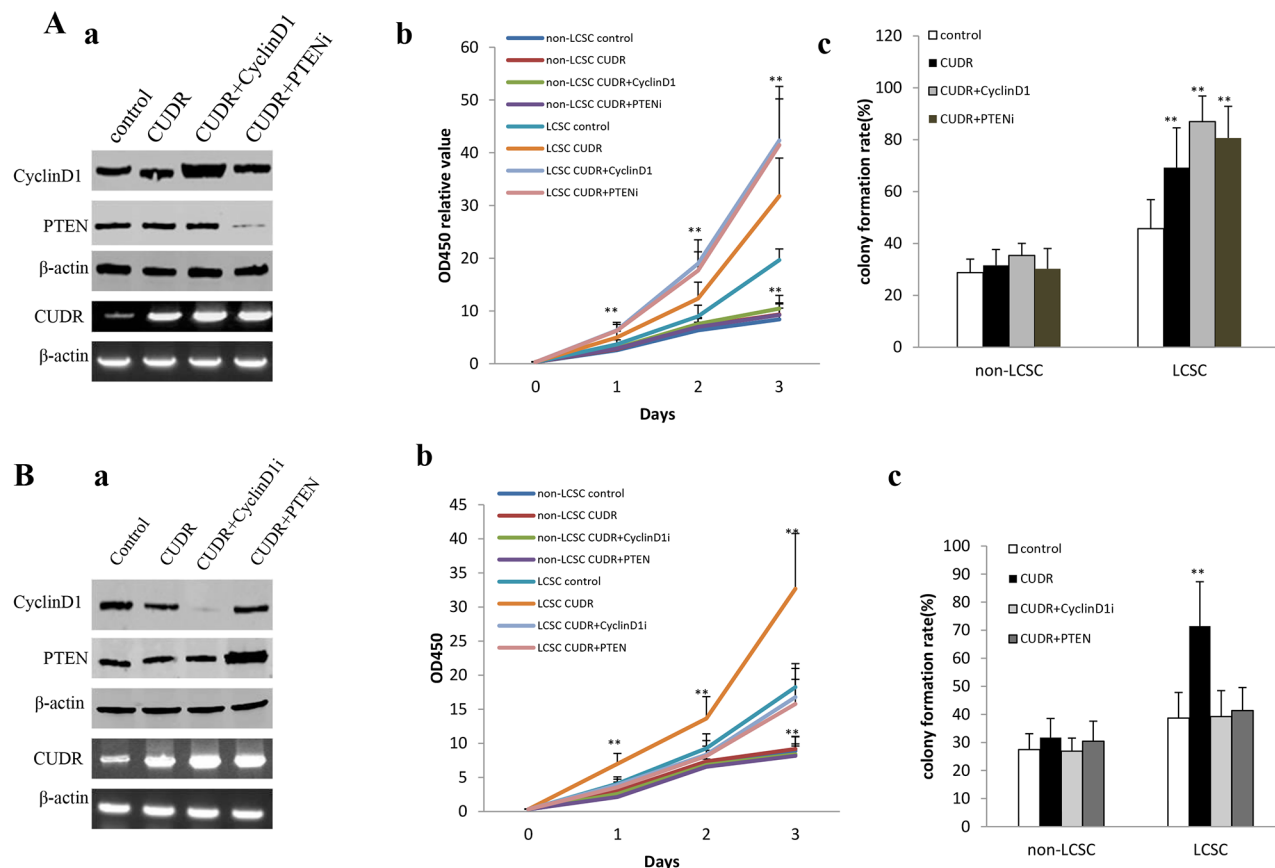 A
a
control
CUDR
CUDR+CyclinD1
CUDR+PTENi
CyclinD1
PTEN
β-actin
CUDR
β-actin
b
non-LCSC control
non-LCSC CUDR
non-LCSC CUDR+CyclinD1
non-LCSC CUDR+PTENi
LCSC control
LCSC CUDR
LCSC CUDR+CyclinD1
LCSC CUDR+PTENi
OD450 relative value
60
50
40
30
20
10
0
**
**
**
**
0 1 2 3
Days
c
control
CUDR
CUDR+CyclinD1
CUDR+PTENi
colony formation rate(%)
120
100
80
60
40
20
0
** ** **
non-LCSC LCSC
B
a
Control
CUDR
CUDR+CyclinD1i
CUDR+PTEN
CyclinD1
PTEN
β-actin
CUDR
β-actin
b
non-LCSC control
non-LCSC CUDR
non-LCSC CUDR+CyclinD1i
non-LCSC CUDR+PTEN
LCSC control
LCSC CUDR
LCSC CUDR+CyclinD1i
LCSC CUDR+PTEN
OD450
45
40
35
30
25
20
15
10
5
0
**
**
**
**
0 1 2 3
Days
c
control
CUDR
CUDR+CyclinD1i
CUDR+PTEN
colony formation rate(%)
100
90
80
70
60
50
40
30
20
10
0
**
non-LCSC LCSC